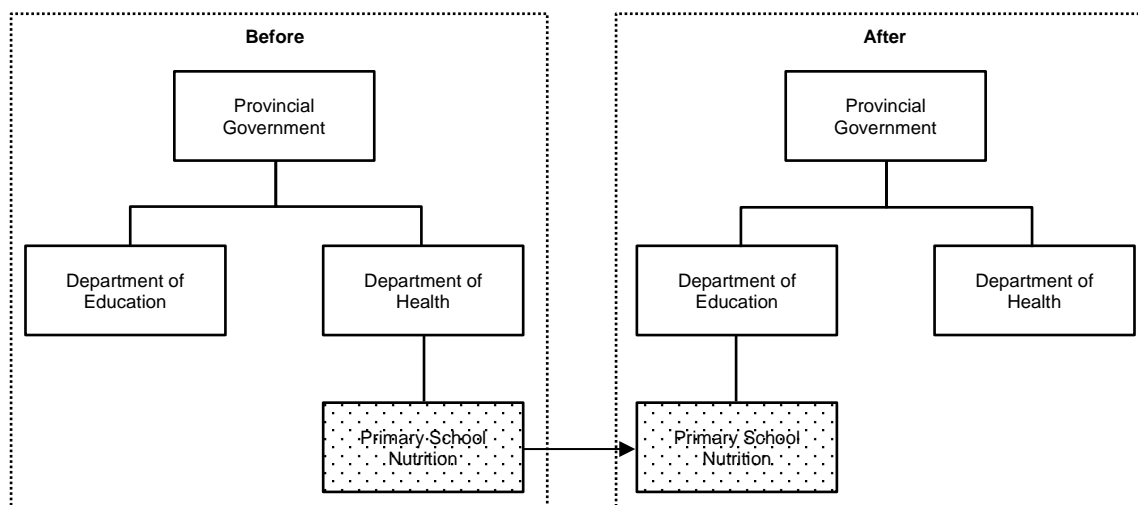 Before
Provincial
Government
Department of
Education
Department of
Health
Primary School
Nutrition
After
Provincial
Government
Department of
Education
Department of
Health
Primary School
Nutrition